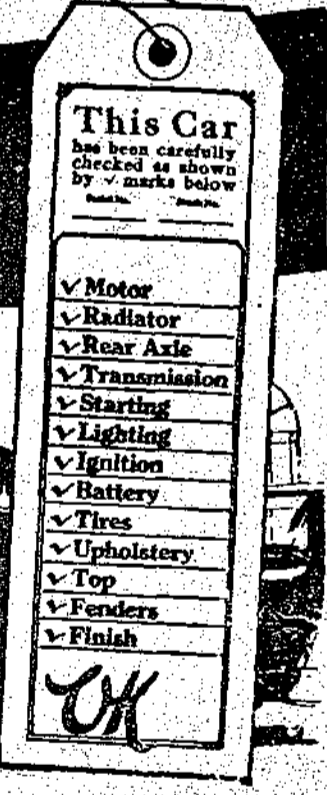 This Car
has been carefully
checked as shown
by ✓ marks below
✓ Motor
✓ Radiator
✓ Rear Axle
✓ Transmission
✓ Starting
✓ Lighting
✓ Ignition
✓ Battery
✓ Tires
✓ Upholstery
✓ Top
✓ Fenders
✓ Finish
OK